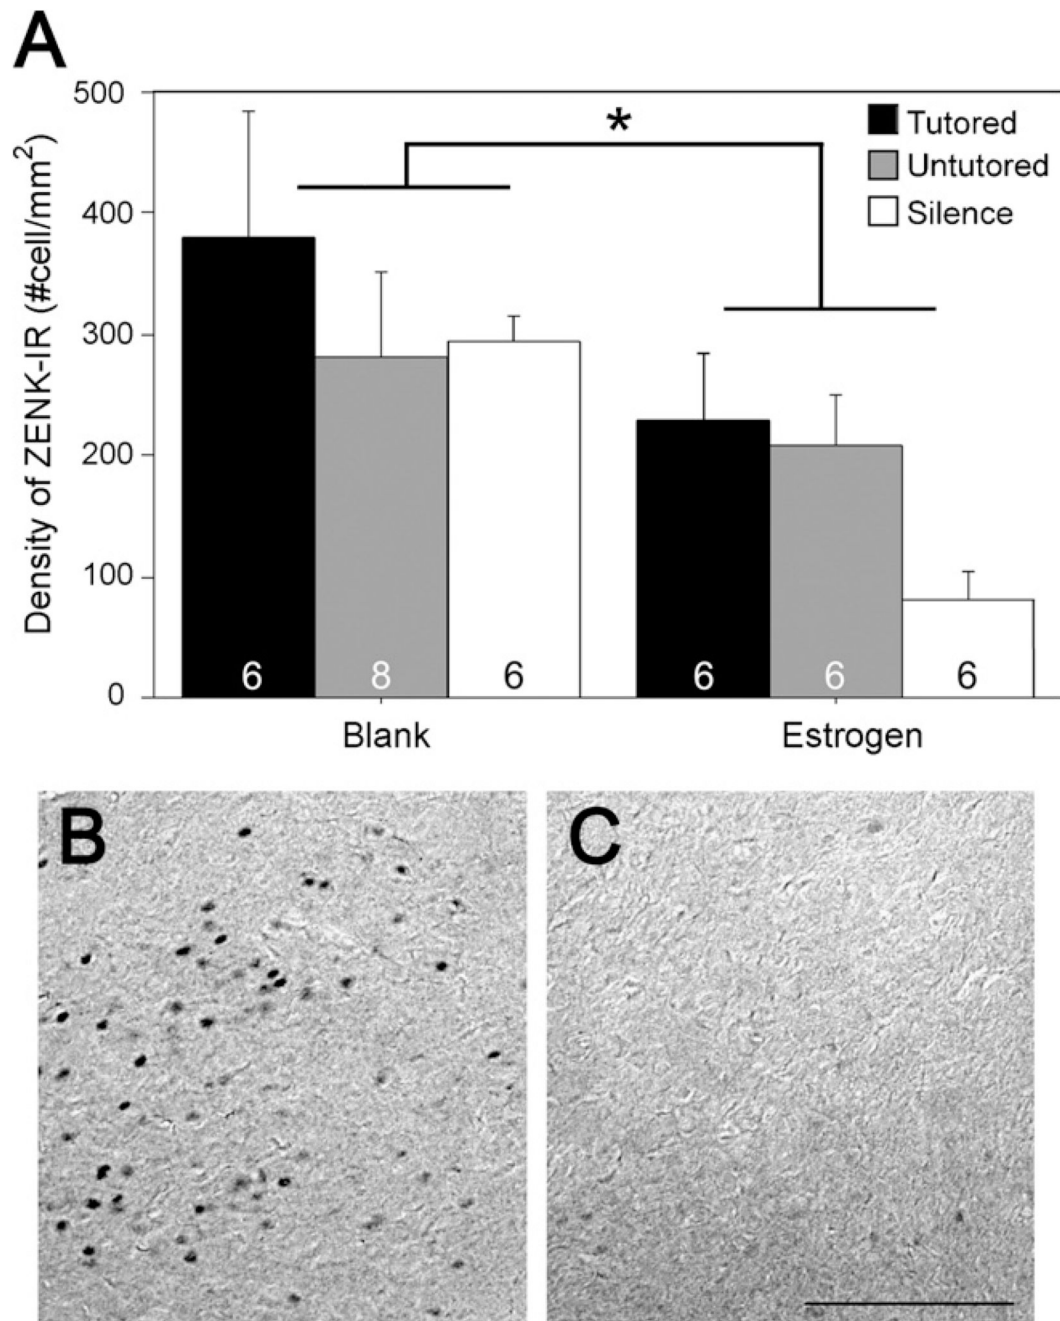 A
Density of ZENK-IR (#cell/mm²)
500
400
300
200
100
0
*
Tutored
Untutored
Silence
6
8
6
6
6
6
Blank
Estrogen
B
C